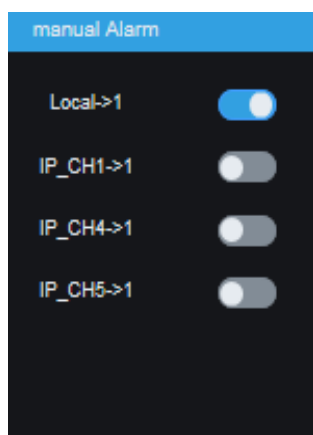 manual Alarm
Local->1
IP_CH1->1
IP_CH4->1
IP_CH5->1